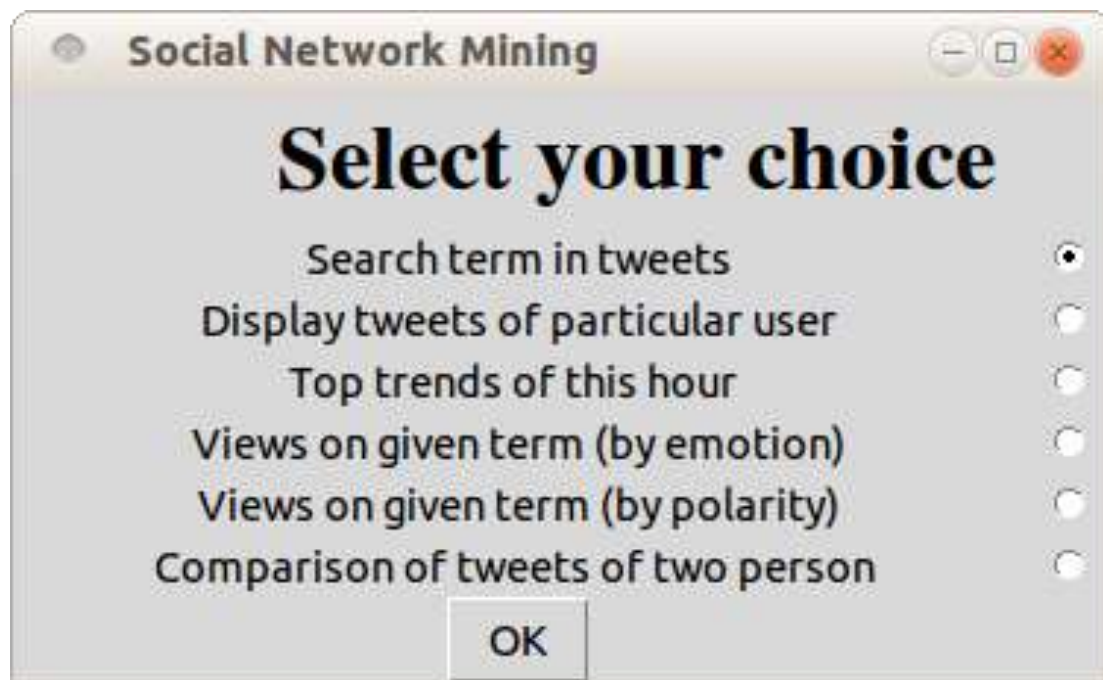 Social Network Mining
Select your choice
Search term in tweets
Display tweets of particular user
Top trends of this hour
Views on given term (by emotion)
Views on given term (by polarity)
Comparison of tweets of two person
OK